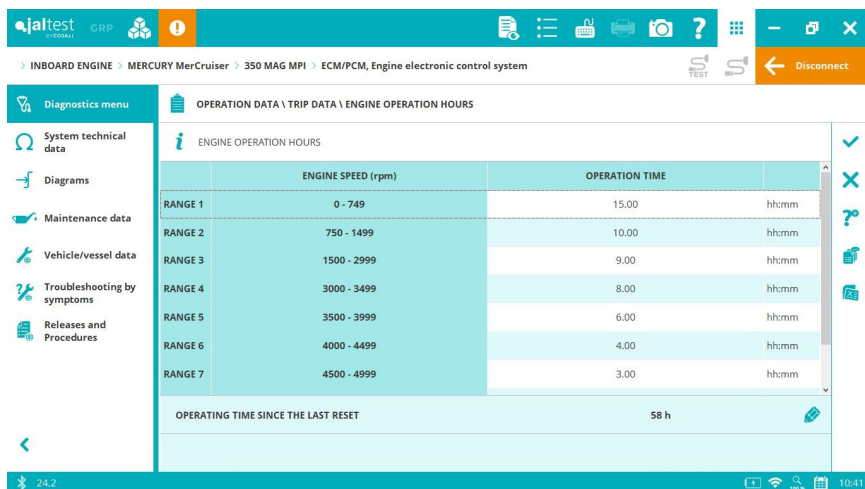 jaltest GRP
BY COJALI
> INBOARD ENGINE > MERCURY MerCruiser > 350 MAG MPI > ECM/PCM, Engine electronic control system
TEST
Disconnect
Diagnostics menu
System technical
data
Diagrams
Maintenance data
Vehicle/vessel data
Troubleshooting by
symptoms
Releases and
Procedures
OPERATION DATA \ TRIP DATA \ ENGINE OPERATION HOURS
ENGINE OPERATION HOURS
ENGINE SPEED (rpm) OPERATION TIME
RANGE 1 0 - 749 15.00 hh:mm
RANGE 2 750 - 1499 10.00 hh:mm
RANGE 3 1500 - 2999 9.00 hh:mm
RANGE 4 3000 - 3499 8.00 hh:mm
RANGE 5 3500 - 3999 6.00 hh:mm
RANGE 6 4000 - 4499 4.00 hh:mm
RANGE 7 4500 - 4999 3.00 hh:mm
OPERATING TIME SINCE THE LAST RESET 58 h
24.2
100 %
10:41